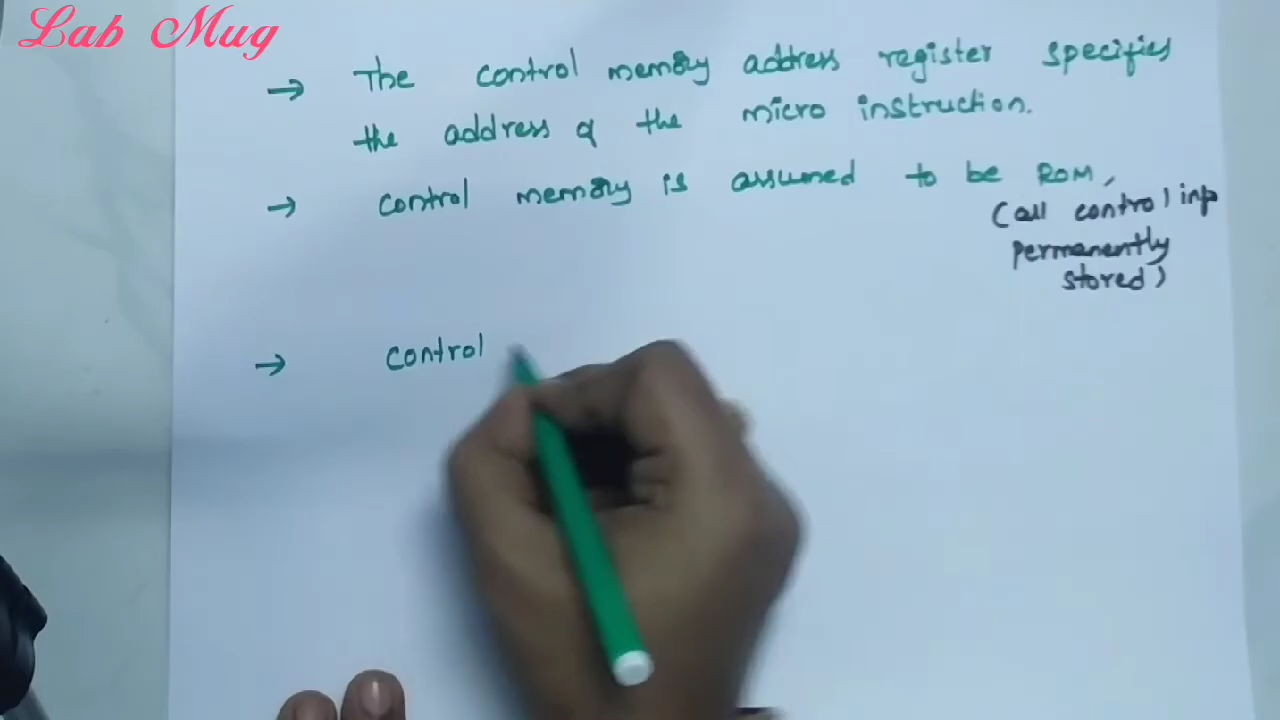 Lab Mug
→ The control memory address register specifies
the address of the micro instruction.
→ control memory is assumed to be ROM,
(all control info
permanently
stored)
→ control